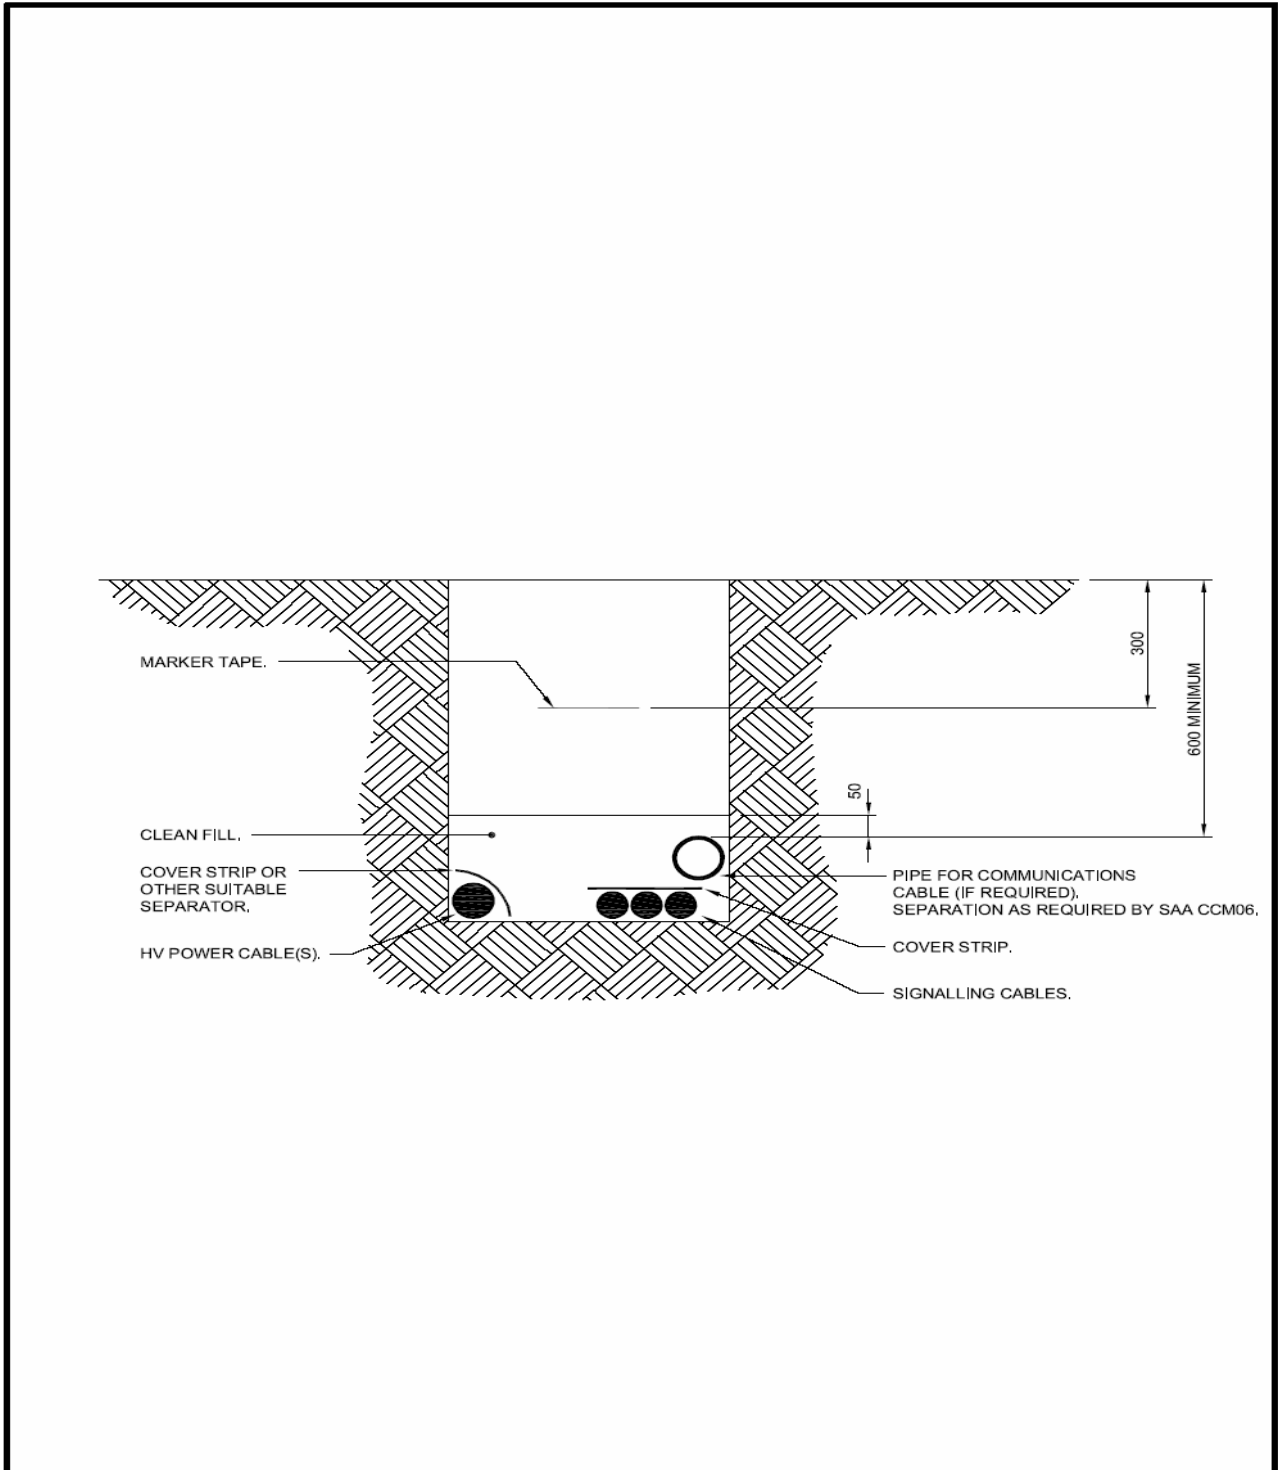 300
600 MINIMUM
MARKER TAPE.
50
CLEAN FILL.
COVER STRIP OR
OTHER SUITABLE
SEPARATOR.
HV POWER CABLE(S).
PIPE FOR COMMUNICATIONS
CABLE (IF REQUIRED).
SEPARATION AS REQUIRED BY SAA CCM06.
COVER STRIP.
SIGNALLING CABLES.